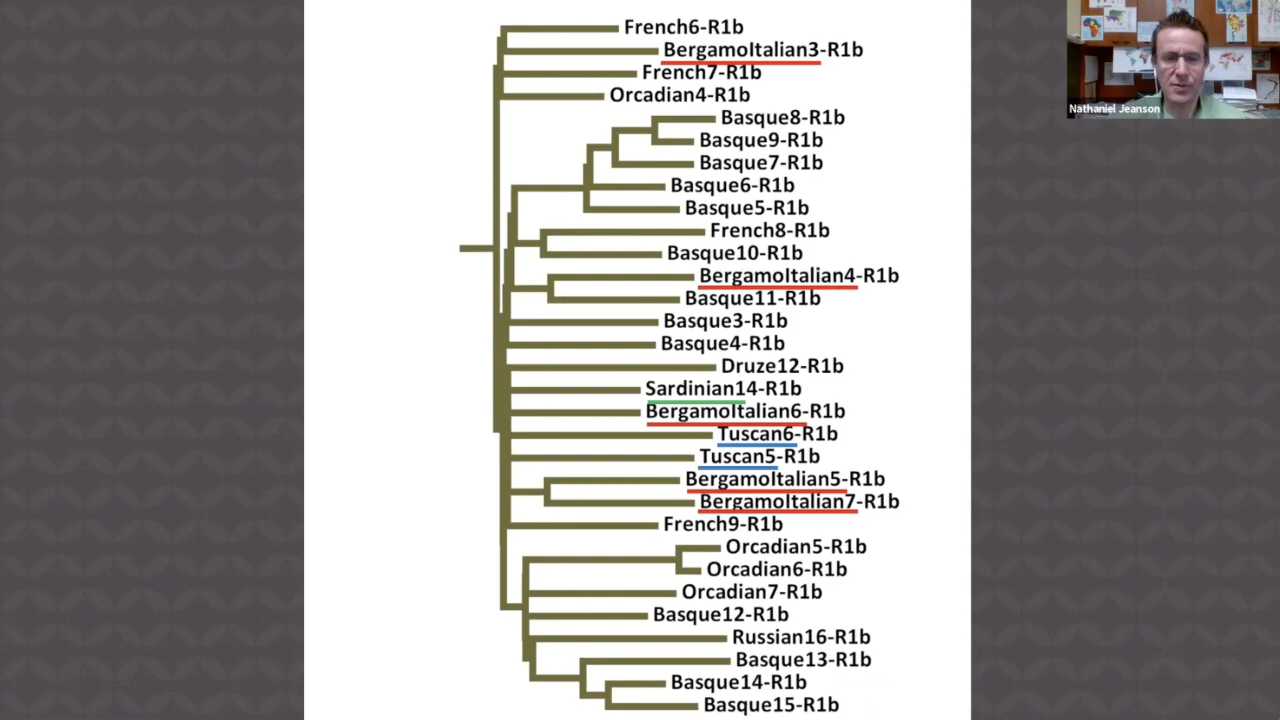 French6-R1b
BergamoItalian3-R1b
French7-R1b
Orcadian4-R1b
Basque8-R1b
Basque9-R1b
Basque7-R1b
Basque6-R1b
Basque5-R1b
French8-R1b
Basque10-R1b
BergamoItalian4-R1b
Basque11-R1b
Basque3-R1b
Basque4-R1b
Druze12-R1b
Sardinian14-R1b
BergamoItalian6-R1b
Tuscan6-R1b
Tuscan5-R1b
BergamoItalian5-R1b
BergamoItalian7-R1b
French9-R1b
Orcadian5-R1b
Orcadian6-R1b
Orcadian7-R1b
Basque12-R1b
Russian16-R1b
Basque13-R1b
Basque14-R1b
Basque15-R1b
Nathaniel Jeanson